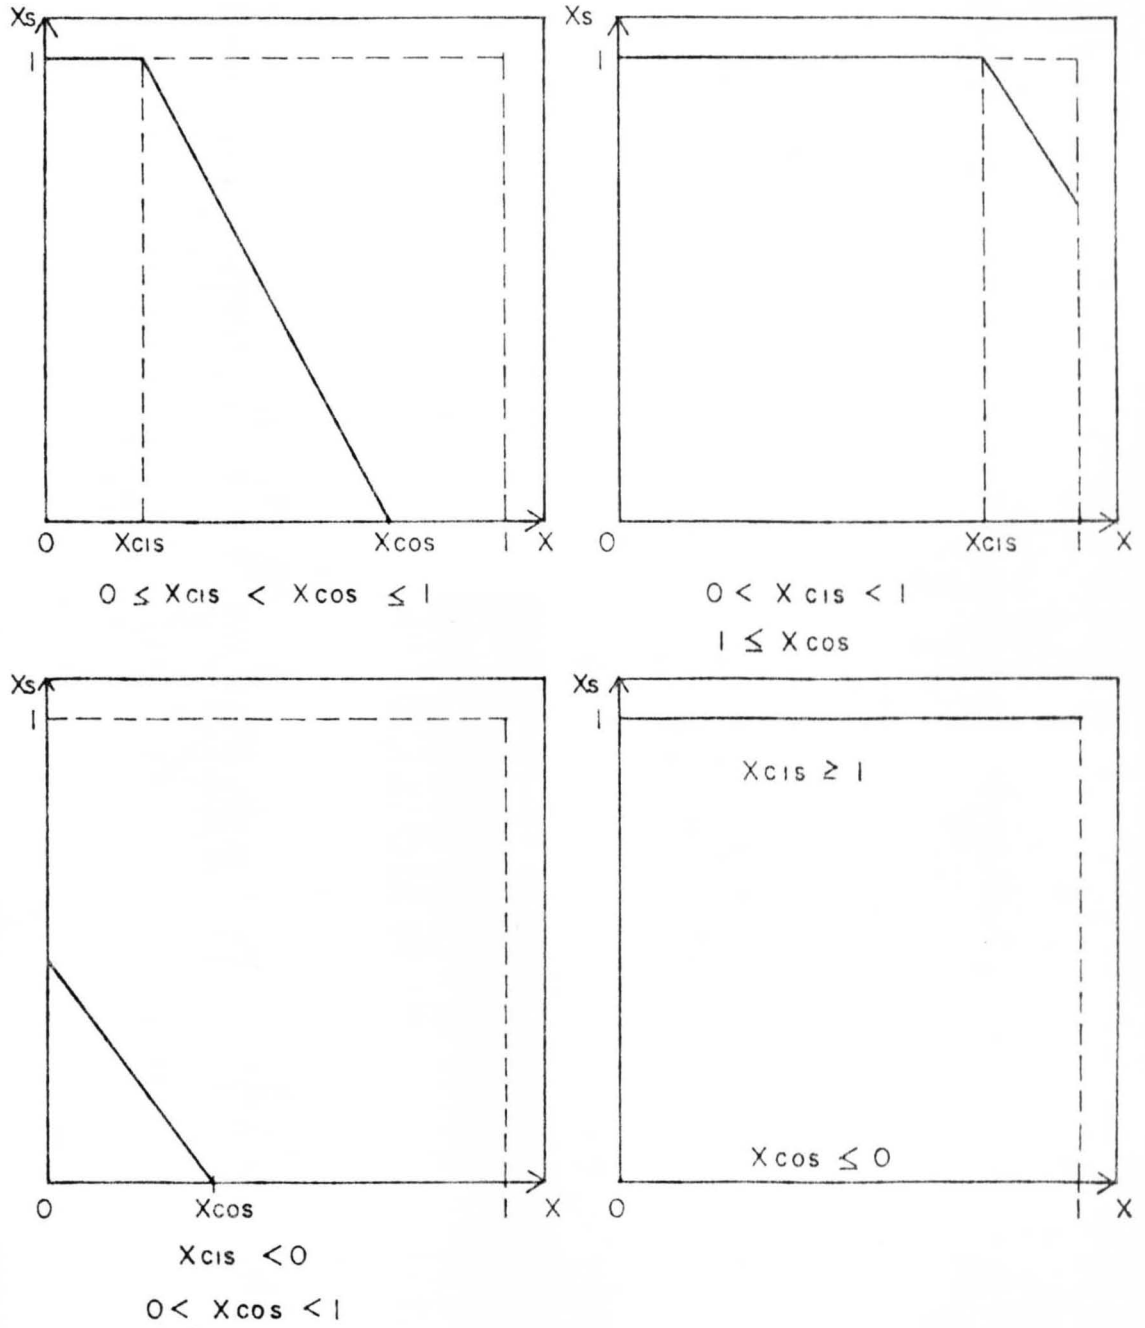 Xs
1
0 XCIS XCOS 1 X
0 ≤ XCIS < XCOS ≤ 1
Xs
1
0 XCIS 1 X
0 < XCIS < 1
1 ≤ XCOS
Xs
1
0 XCOS 1 X
XCIS < 0
0 < XCOS < 1
Xs
1
XCIS ≥ 1
XCOS ≤ 0
0 1 X